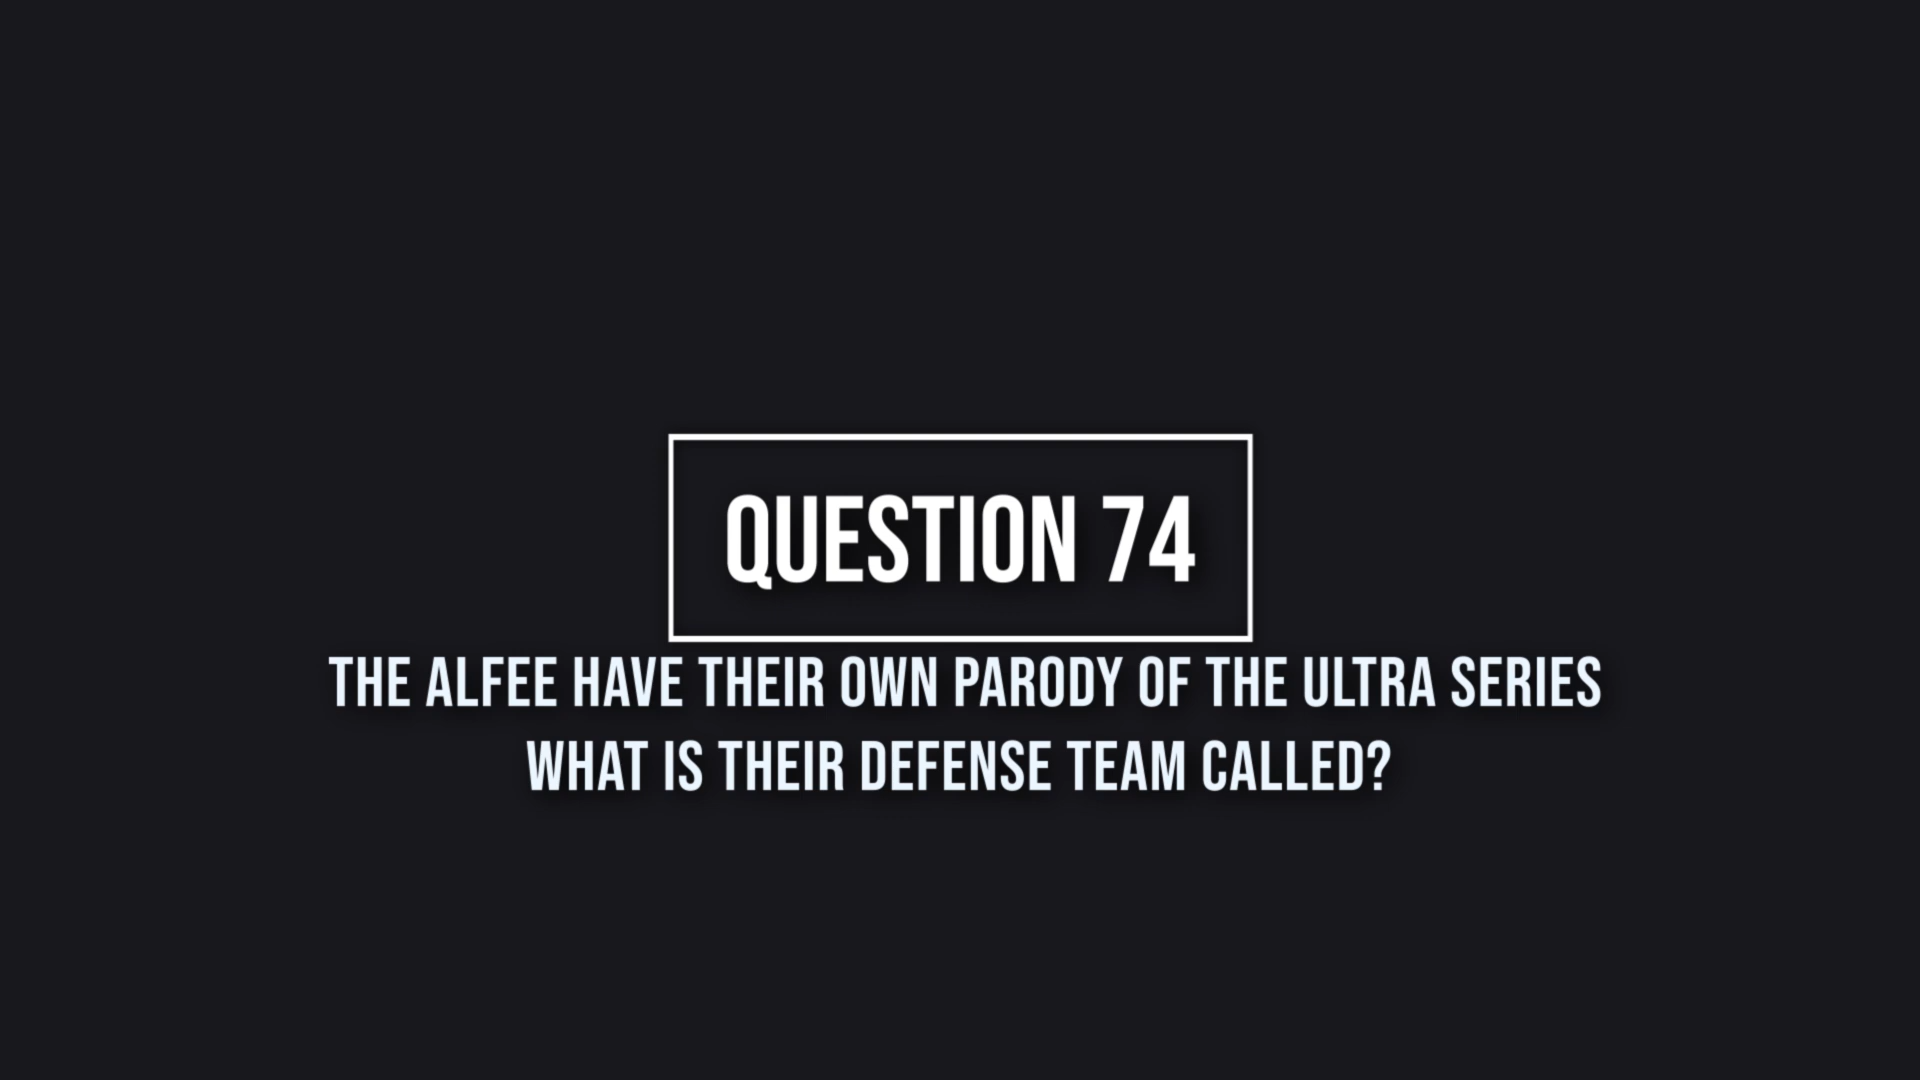 QUESTION 74
THE ALFEE HAVE THEIR OWN PARODY OF THE ULTRA SERIES
WHAT IS THEIR DEFENSE TEAM CALLED?